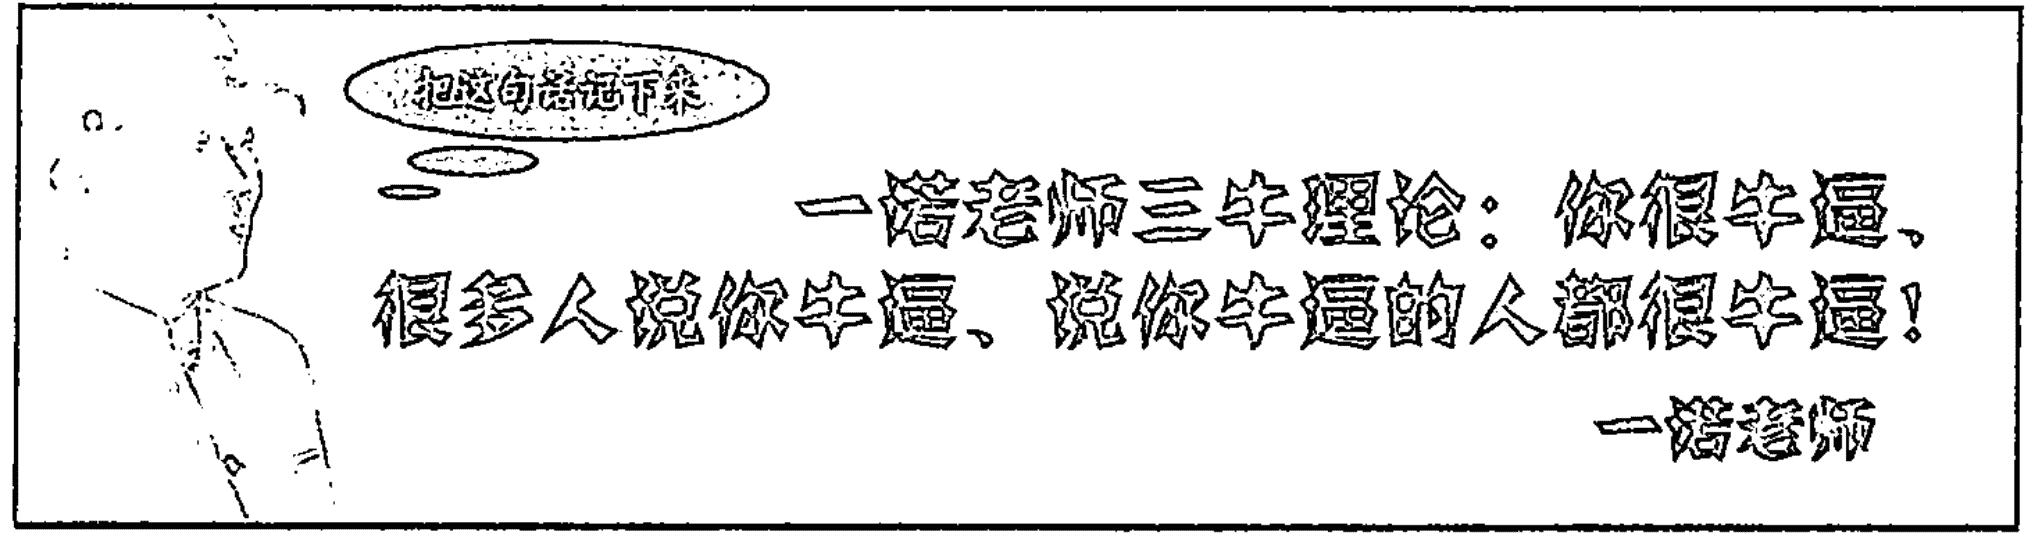 把这句话记下来
一诺老师三牛理论：你很牛逼、
很多人说你牛逼、说你牛逼的人都很牛逼！
一诺老师